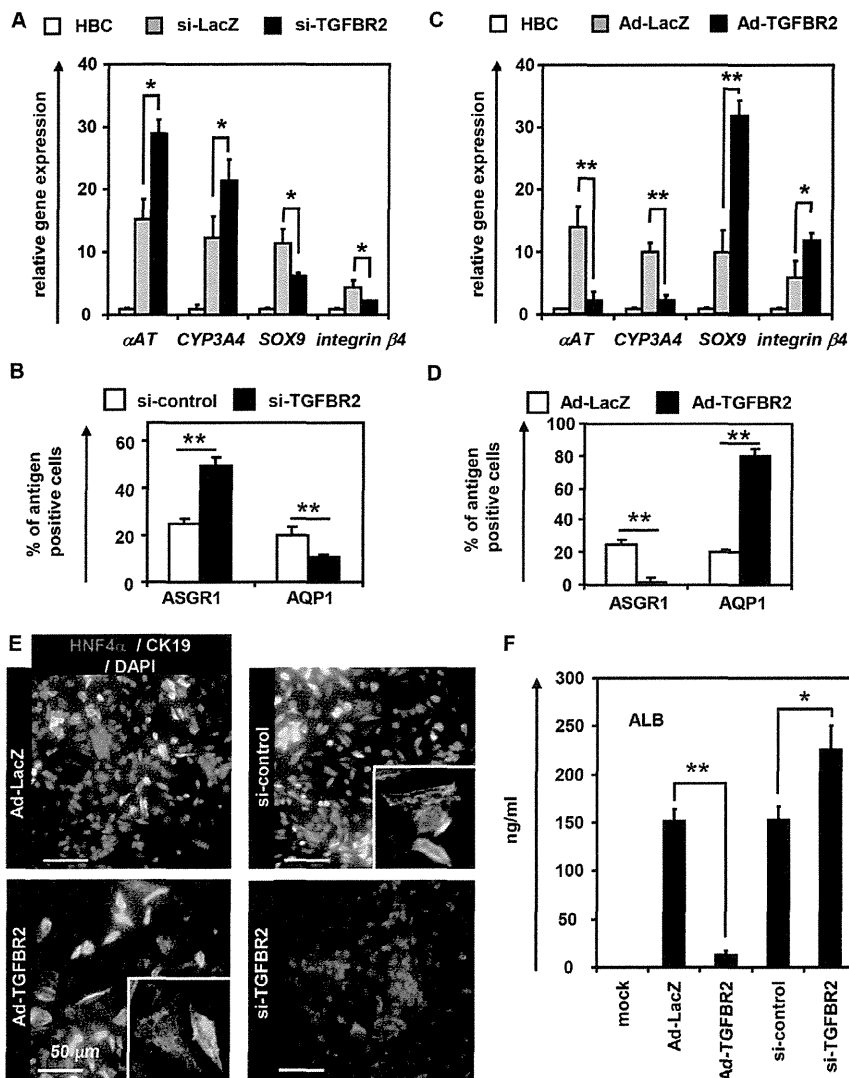 A
HBC si-LacZ si-TGFBR2
relative gene expression
40
30
20
10
0
* * * *
αAT CYP3A4 SOX9 integrin β4
B
si-control si-TGFBR2
% of antigen positive cells
60
40
20
0
** **
ASGR1 AQP1
C
HBC Ad-LacZ Ad-TGFBR2
relative gene expression
40
30
20
10
0
** ** ** *
αAT CYP3A4 SOX9 integrin β4
D
Ad-LacZ Ad-TGFBR2
% of antigen positive cells
100
80
60
40
20
0
** **
ASGR1 AQP1
E
HNF4α / CK19
/ DAPI
Ad-LacZ
si-control
Ad-TGFBR2
50 µm
si-TGFBR2
F
ALB
ng/ml
300
250
200
150
100
50
0
** *
mock
Ad-LacZ
Ad-TGFBR2
si-control
si-TGFBR2